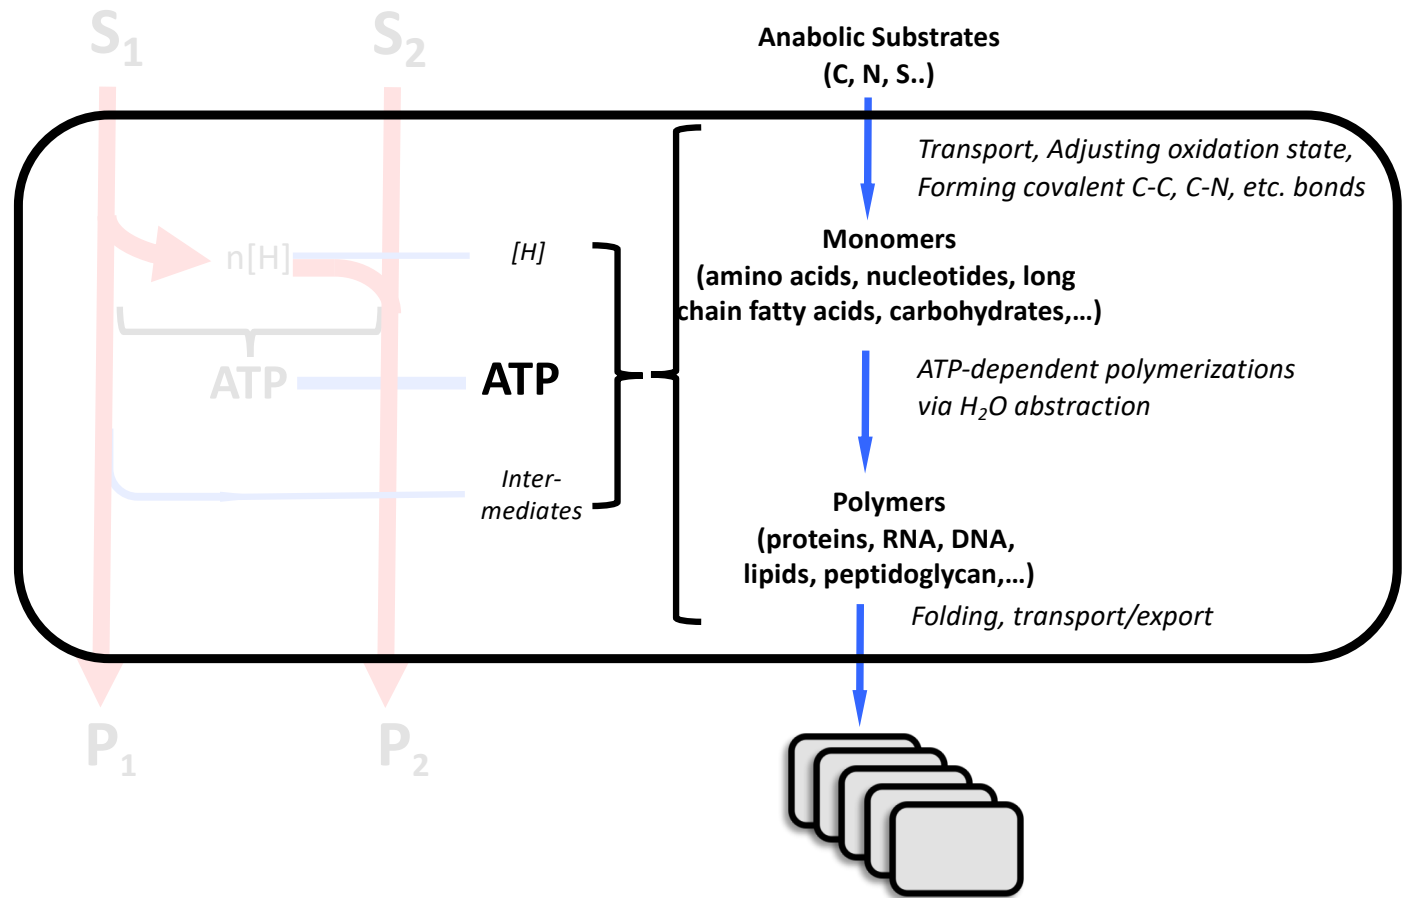 S₁
S₂
Anabolic Substrates
(C, N, S..)
Transport, Adjusting oxidation state,
Forming covalent C-C, C-N, etc. bonds
n[H]
[H]
Monomers
(amino acids, nucleotides, long
chain fatty acids, carbohydrates,...)
ATP
ATP
ATP-dependent polymerizations
via H₂O abstraction
Inter-
mediates
Polymers
(proteins, RNA, DNA,
lipids, peptidoglycan,...)
Folding, transport/export
P₁
P₂